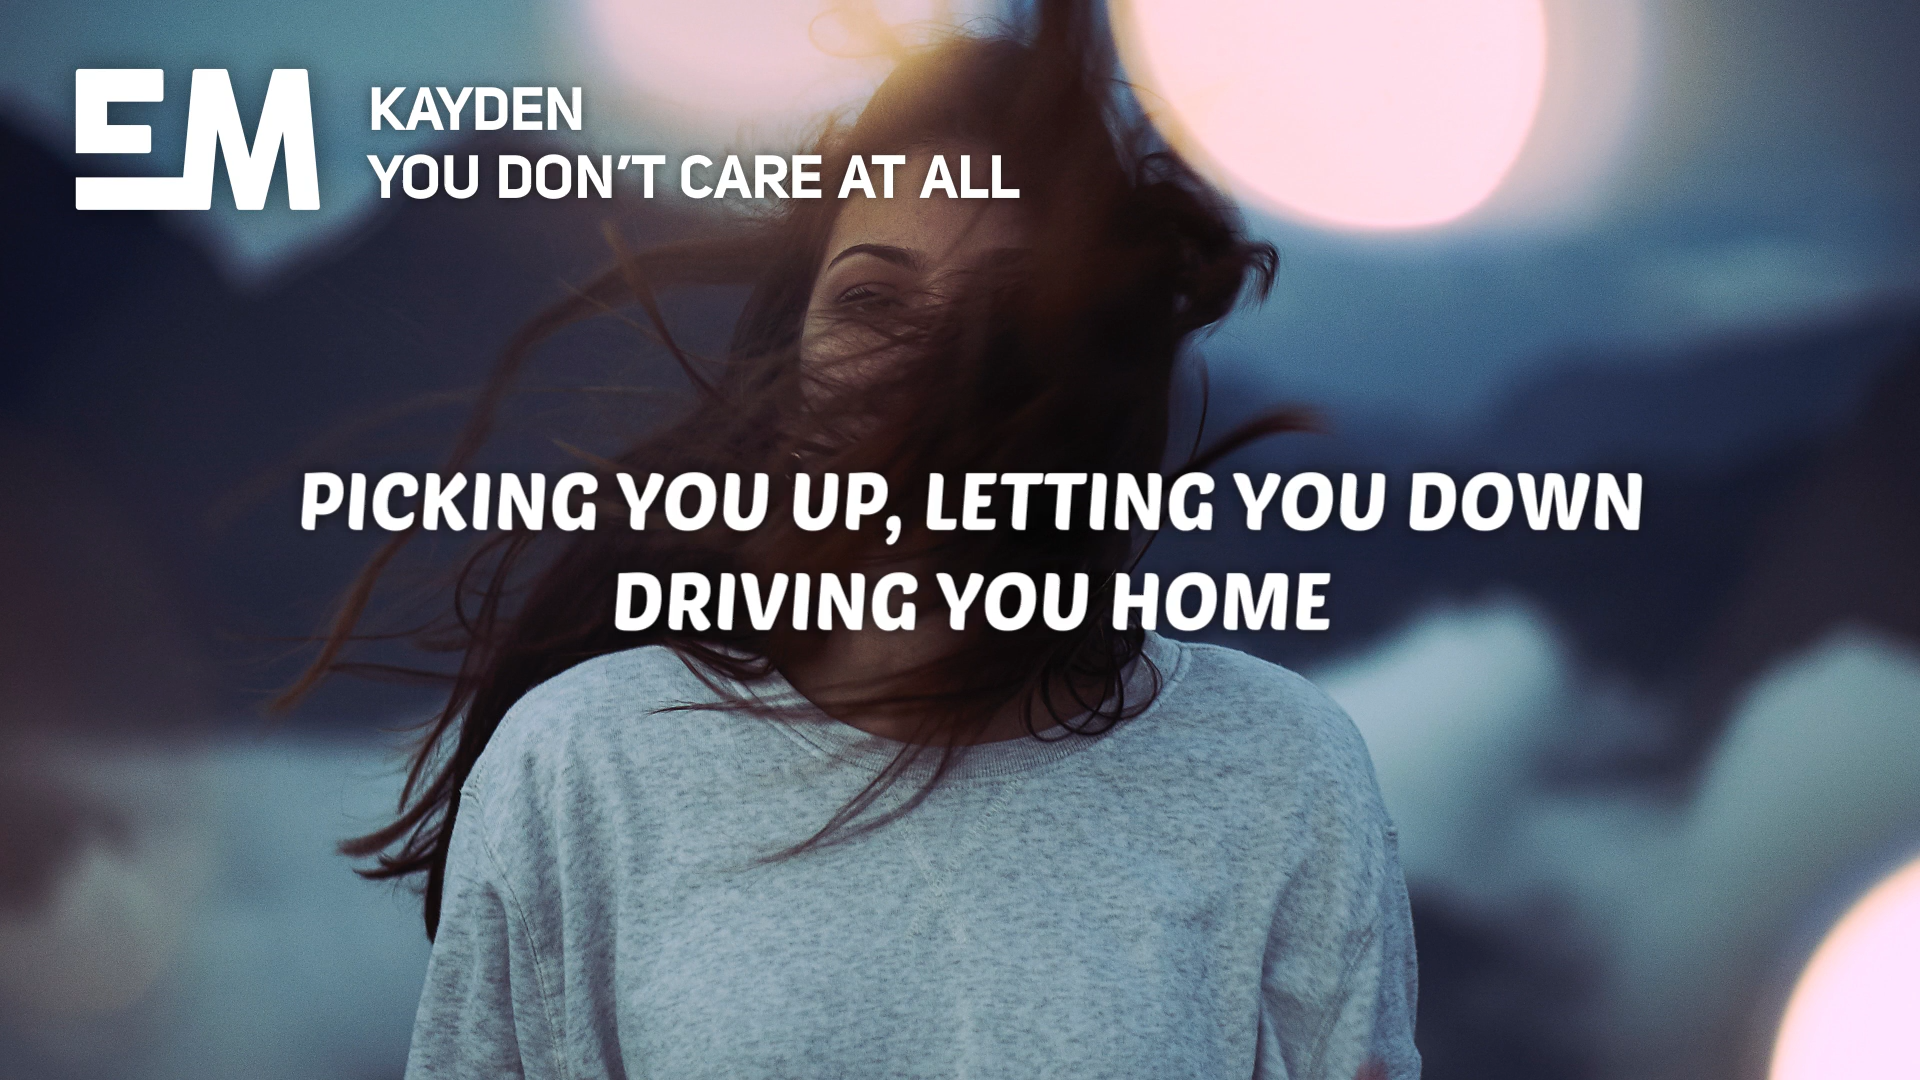 EM
KAYDEN
YOU DON'T CARE AT ALL
PICKING YOU UP, LETTING YOU DOWN
DRIVING YOU HOME